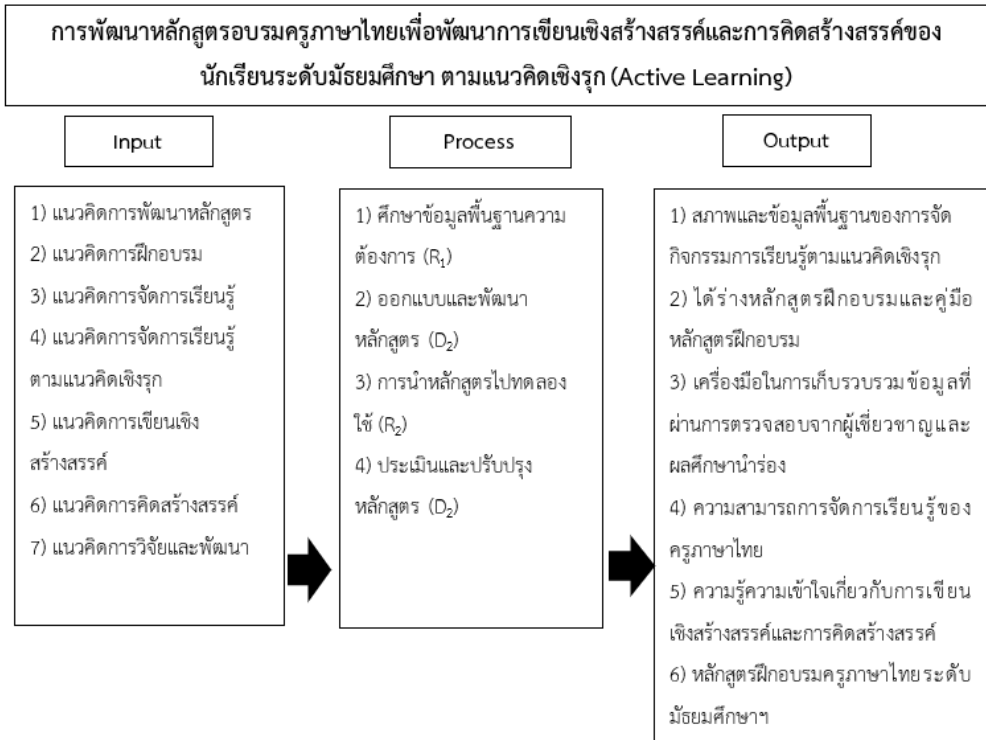 การพัฒนาหลักสูตรอบรมครูภาษาไทยเพื่อพัฒนาการเขียนเชิงสร้างสรรค์และการคิดสร้างสรรค์ของ
นักเรียนระดับมัธยมศึกษา ตามแนวคิดเชิงรุก (Active Learning)
Input
1) แนวคิดการพัฒนาหลักสูตร
2) แนวคิดการฝึกอบรม
3) แนวคิดการจัดการเรียนรู้
4) แนวคิดการจัดการเรียนรู้
ตามแนวคิดเชิงรุก
5) แนวคิดการเขียนเชิง
สร้างสรรค์
6) แนวคิดการคิดสร้างสรรค์
7) แนวคิดการวิจัยและพัฒนา
Process
1) ศึกษาข้อมูลพื้นฐานความ
ต้องการ (R₁)
2) ออกแบบและพัฒนา
หลักสูตร (D₂)
3) การนำหลักสูตรไปทดลอง
ใช้ (R₂)
4) ประเมินและปรับปรุง
หลักสูตร (D₂)
Output
1) สภาพและข้อมูลพื้นฐานของการจัด
กิจกรรมการเรียนรู้ตามแนวคิดเชิงรุก
2) ได้ร่างหลักสูตรฝึกอบรมและคู่มือ
หลักสูตรฝึกอบรม
3) เครื่องมือในการเก็บรวบรวมข้อมูลที่
ผ่านการตรวจสอบจากผู้เชี่ยวชาญและ
ผลศึกษานำร่อง
4) ความสามารถการจัดการเรียนรู้ของ
ครูภาษาไทย
5) ความรู้ความเข้าใจเกี่ยวกับการเขียน
เชิงสร้างสรรค์และการคิดสร้างสรรค์
6) หลักสูตรฝึกอบรมครูภาษาไทยระดับ
มัธยมศึกษาฯ